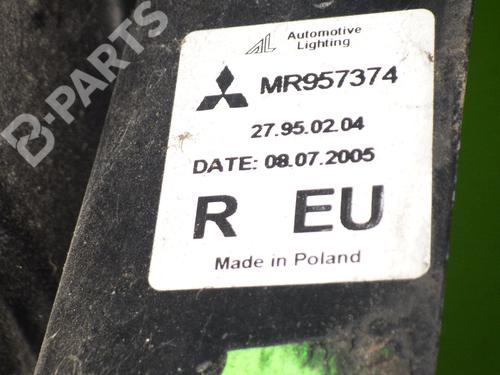 B-PARTS
AL Automotive
Lighting
MR957374
27.95.02.04
DATE: 08.07.2005
R EU
Made in Poland